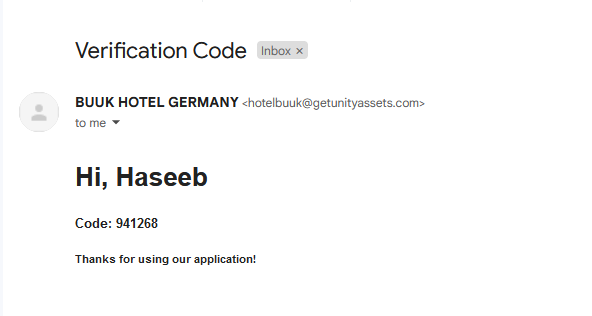 Verification Code Inbox ×
BUUK HOTEL GERMANY <hotelbuuk@getunityassets.com>
to me
Hi, Haseeb
Code: 941268
Thanks for using our application!